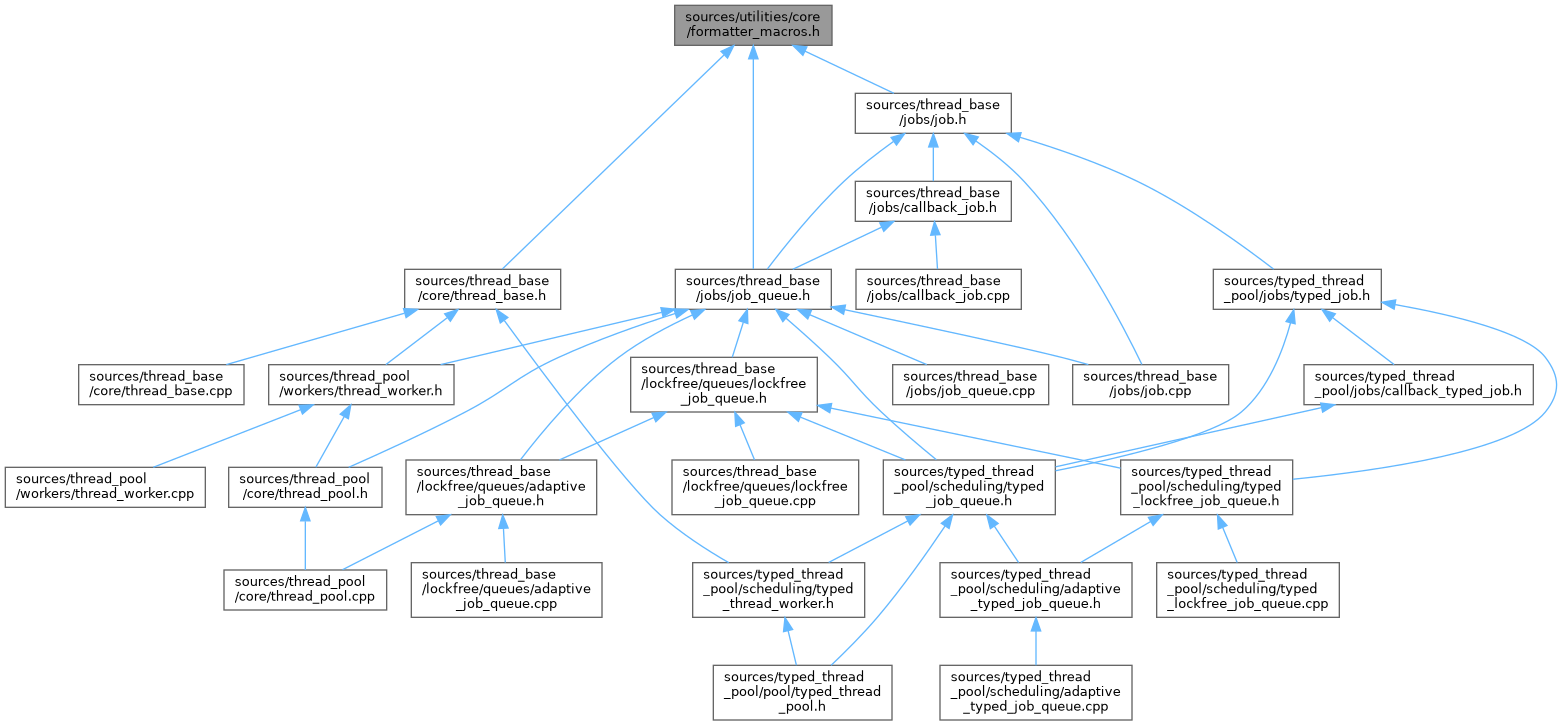 sources/utilities/core
/formatter_macros.h
sources/thread_base
/jobs/job.h
sources/thread_base
/jobs/callback_job.h
sources/thread_base
/core/thread_base.h
sources/thread_base
/jobs/job_queue.h
sources/thread_base
/jobs/callback_job.cpp
sources/typed_thread
_pool/jobs/typed_job.h
sources/thread_base
/core/thread_base.cpp
sources/thread_pool
/workers/thread_worker.h
sources/thread_base
/lockfree/queues/lockfree
_job_queue.h
sources/thread_base
/jobs/job_queue.cpp
sources/thread_base
/jobs/job.cpp
sources/typed_thread
_pool/jobs/callback_typed_job.h
sources/thread_pool
/workers/thread_worker.cpp
sources/thread_pool
/core/thread_pool.h
sources/thread_base
/lockfree/queues/adaptive
_job_queue.h
sources/thread_base
/lockfree/queues/lockfree
_job_queue.cpp
sources/typed_thread
_pool/scheduling/typed
_job_queue.h
sources/typed_thread
_pool/scheduling/typed
_lockfree_job_queue.h
sources/thread_pool
/core/thread_pool.cpp
sources/thread_base
/lockfree/queues/adaptive
_job_queue.cpp
sources/typed_thread
_pool/scheduling/typed
_thread_worker.h
sources/typed_thread
_pool/scheduling/adaptive
_typed_job_queue.h
sources/typed_thread
_pool/scheduling/typed
_lockfree_job_queue.cpp
sources/typed_thread
_pool/pool/typed_thread
_pool.h
sources/typed_thread
_pool/scheduling/adaptive
_typed_job_queue.cpp